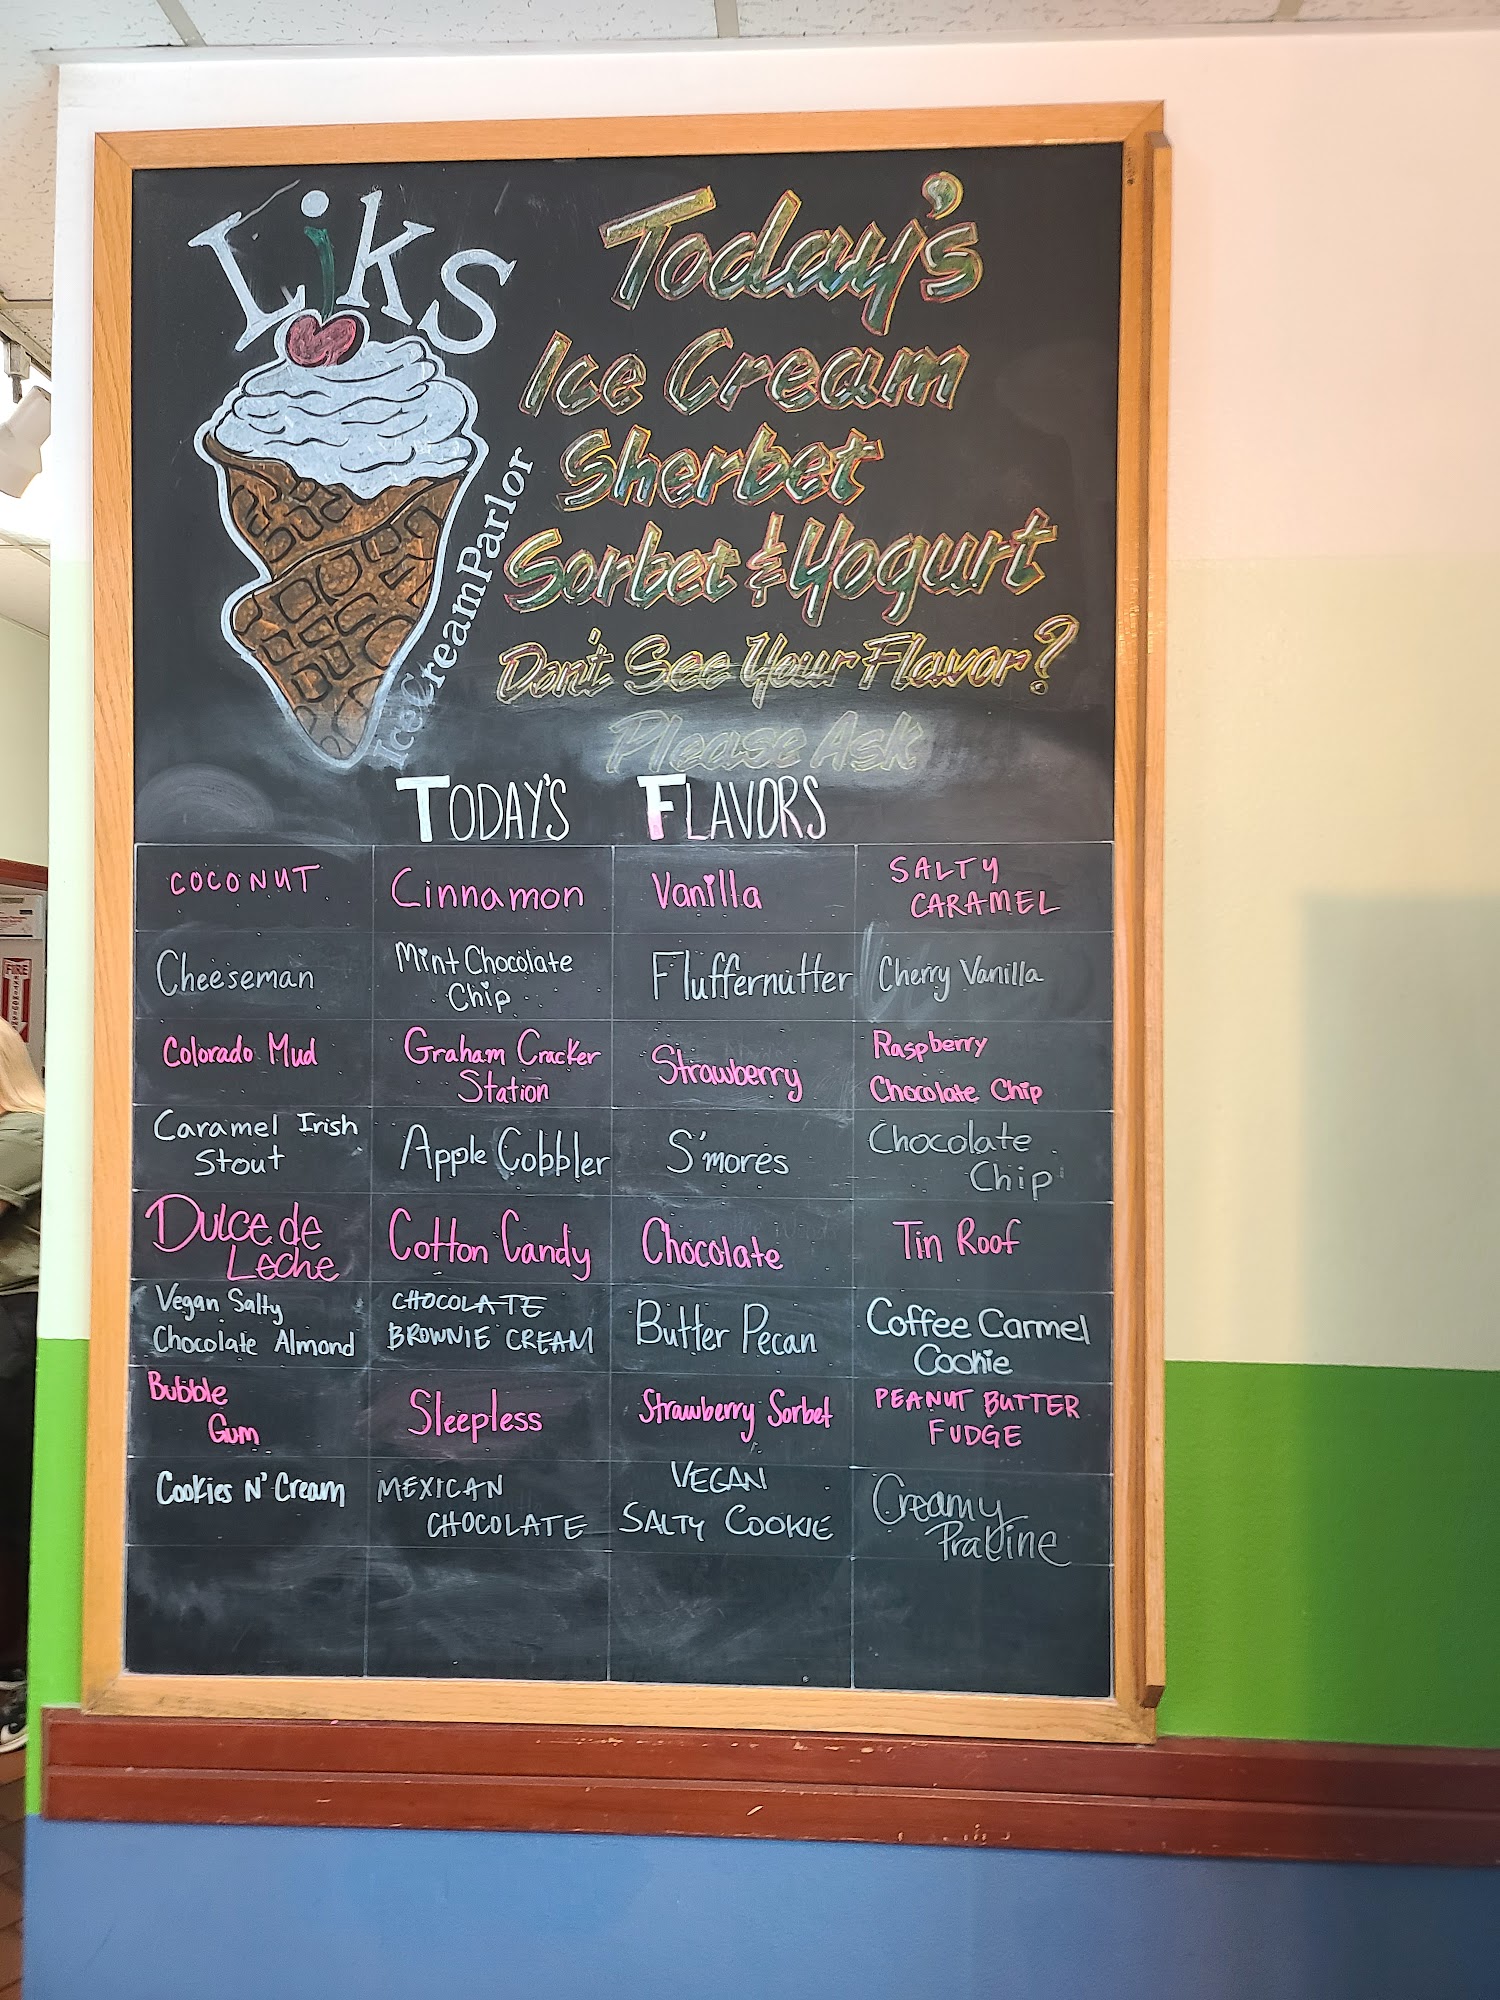 Liks
IceCreamParlor
Today's
Ice Cream
Sherbet
Sorbet & Yogurt
Don't See Your Flavor?
Please Ask
TODAY'S FLAVORS
COCONUT
Cinnamon
Vanilla
SALTY
CARAMEL
Cheeseman
Mint Chocolate
Chip
Fluffernutter
Cherry Vanilla
Colorado Mud
Graham Cracker
Station
Strawberry
Raspberry
Chocolate Chip
Caramel Irish
Stout
Apple Cobbler
S'mores
Chocolate
Chip
Dulce de
Leche
Cotton Candy
Chocolate
Tin Roof
Vegan Salty
Chocolate Almond
CHOCOLATE
BROWNIE CREAM
Butter Pecan
Coffee Carmel
Cookie
Bubble
Gum
Sleepless
Strawberry Sorbet
PEANUT BUTTER
FUDGE
Cookies N' Cream
MEXICAN
CHOCOLATE
VEGAN
SALTY COOKIE
Creamy
Praline
FIRE